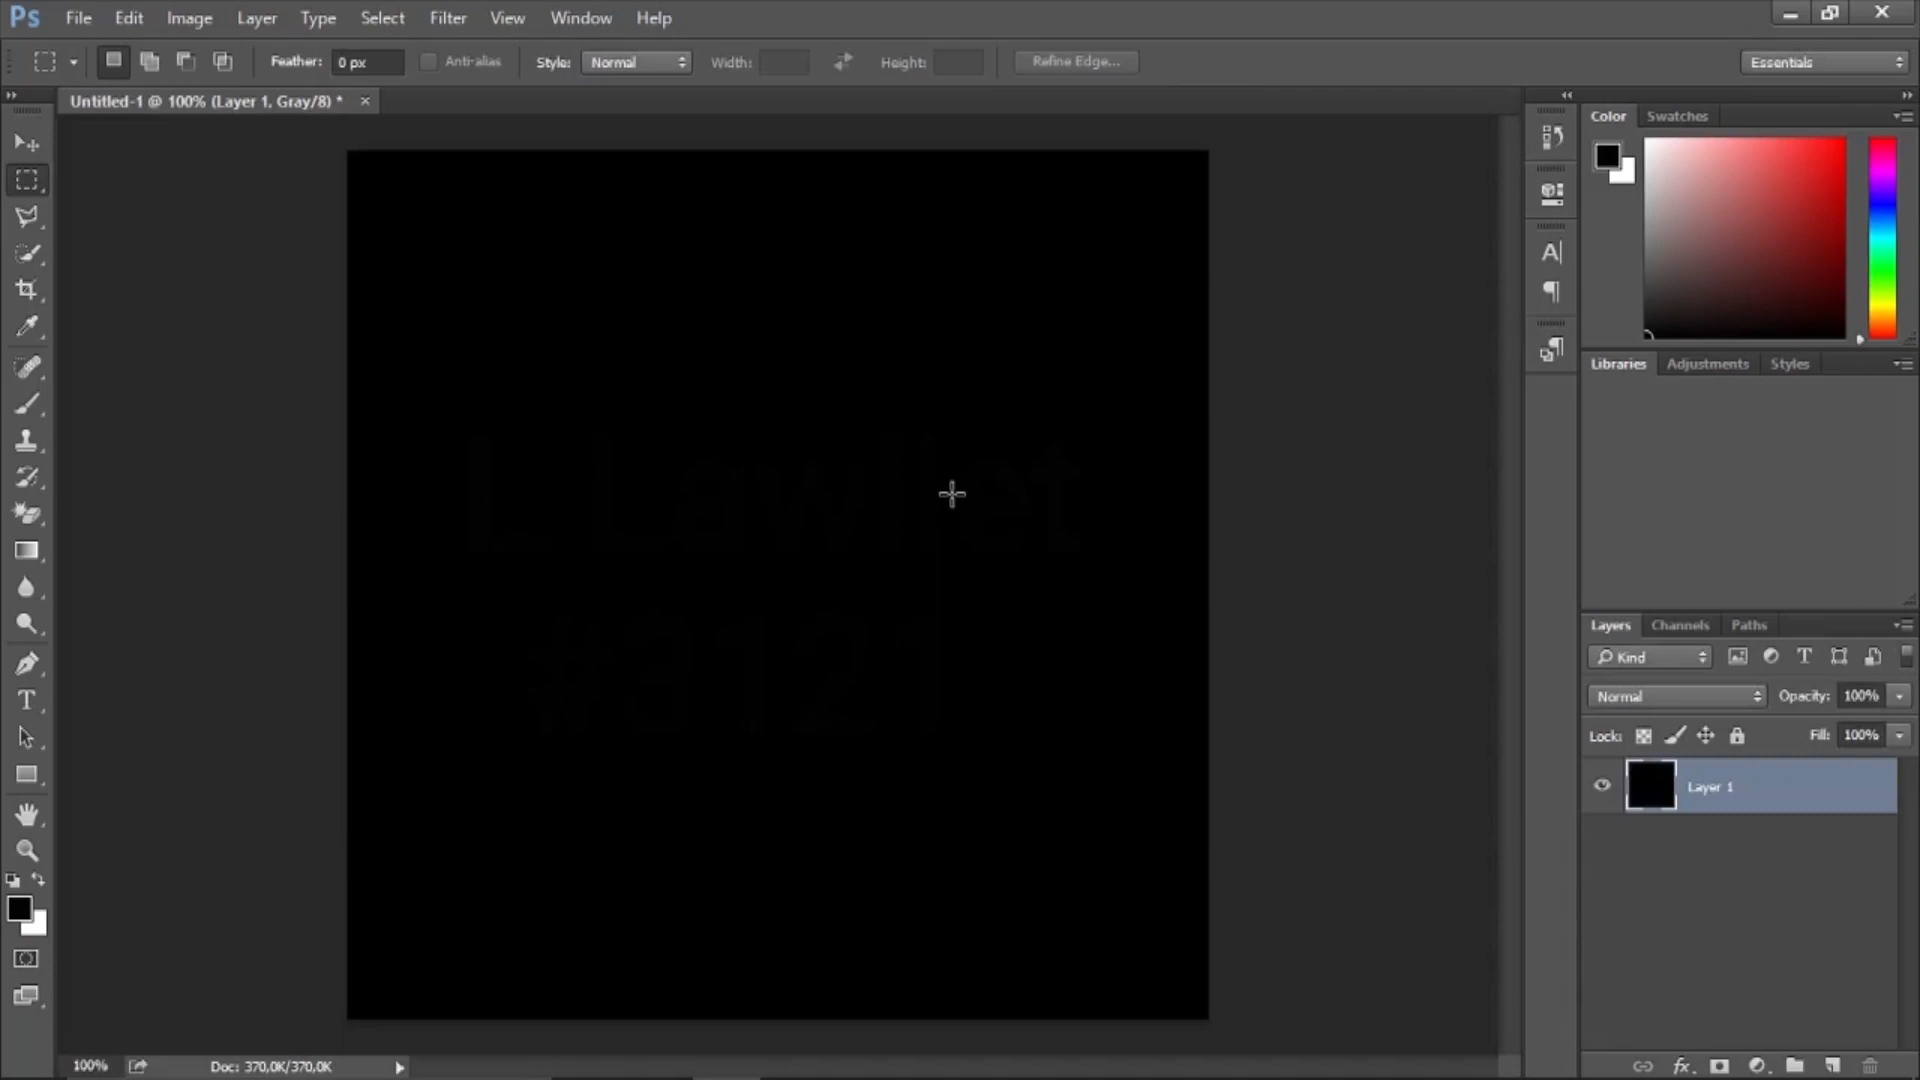 Ps File Edit Image Layer Type Select Filter View Window Help
Feather: 0 px Anti-alias Style: Normal Width: Height: Refine Edge... Essentials
Untitled-1 @ 100% (Layer 1, Gray/8) *
Color Swatches
Libraries Adjustments Styles
L Lawliet
#912
Layers Channels Paths
Kind
Normal Opacity: 100%
Lock: Fill: 100%
Layer 1
100% Doc: 370,0K/370,0K